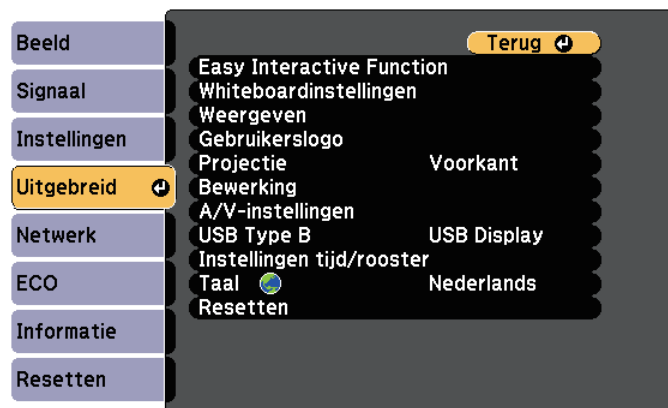 Beeld
Signaal
Instellingen
Uitgebreid
Netwerk
ECO
Informatie
Resetten
Terug
Easy Interactive Function
Whiteboardinstellingen
Weergeven
Gebruikerslogo
Projectie Voorkant
Bewerking
A/V-instellingen
USB Type B USB Display
Instellingen tijd/rooster
Taal Nederlands
Resetten